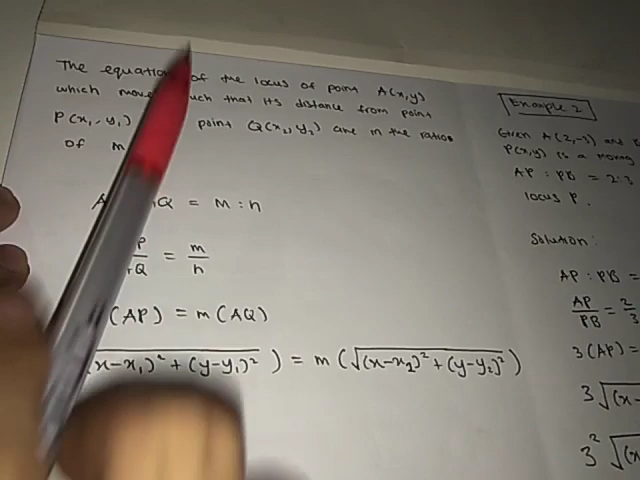 The equation of the locus of point A(x,y)
which move such that its distance from point
P(x₁, y₁) point Q(x₂, y₂) are in the ratios
of m
Q = m : n
P/AQ = m/n
(AP) = m(AQ)
√(x-x₁)² + (y-y₁)² ) = m (√(x-x₂)² + (y-y₂)² )
Example 2
Given A(2,-3) and
P(x,y) is a moving
AP : PB = 2:3
locus P.
Solution:
AP : PB =
AP/PB = 2/3
3(AP) =
3√(x-
3²√(x